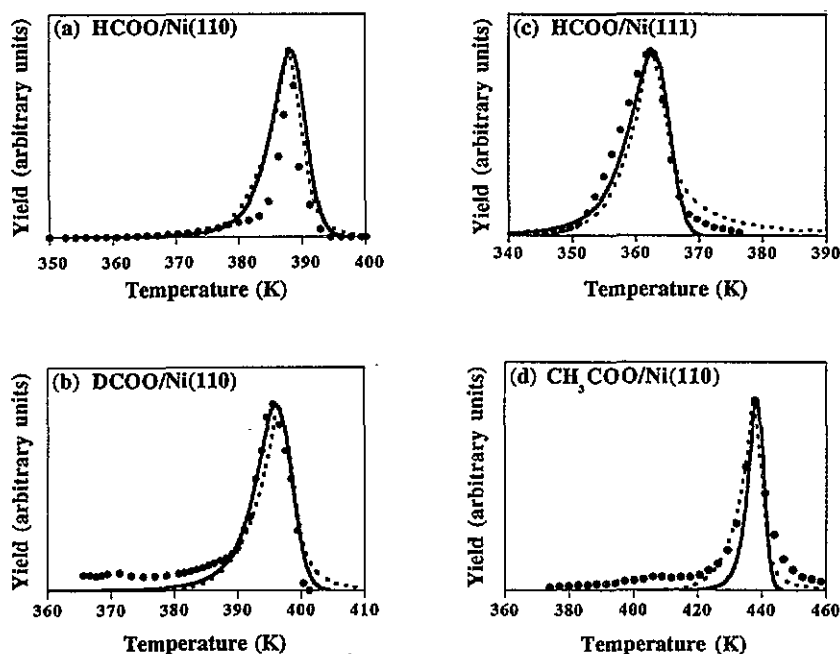 (a) HCOO/Ni(110)
Yield (arbitrary units)
350 360 370 380 390 400
Temperature (K)
(c) HCOO/Ni(111)
Yield (arbitrary units)
340 350 360 370 380 390
Temperature (K)
(b) DCOO/Ni(110)
Yield (arbitrary units)
360 370 380 390 400 410
Temperature (K)
(d) CH₃COO/Ni(110)
Yield (arbitrary units)
360 380 400 420 440 460
Temperature (K)